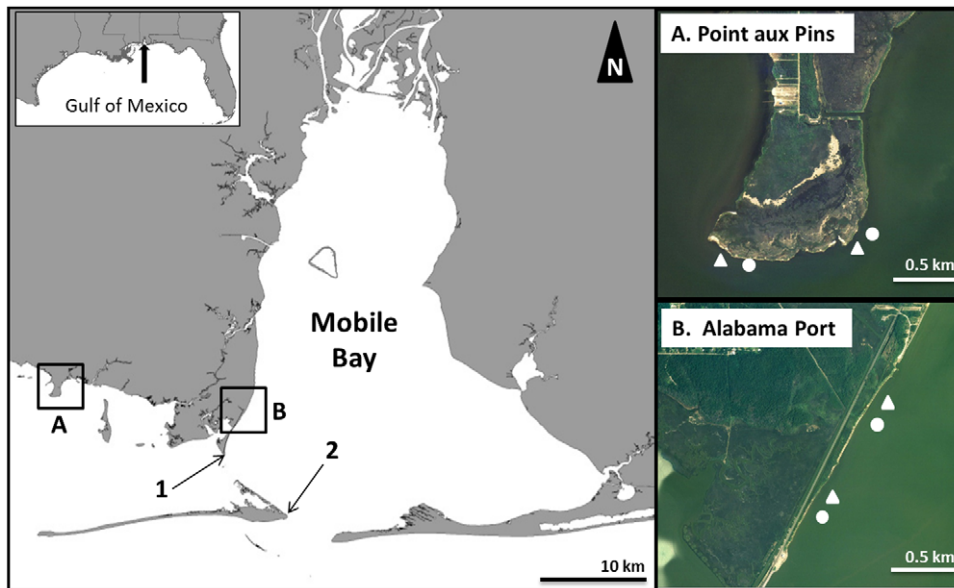 Gulf of Mexico
N
Mobile
Bay
A
B
1
2
10 km
A. Point aux Pins
0.5 km
B. Alabama Port
0.5 km